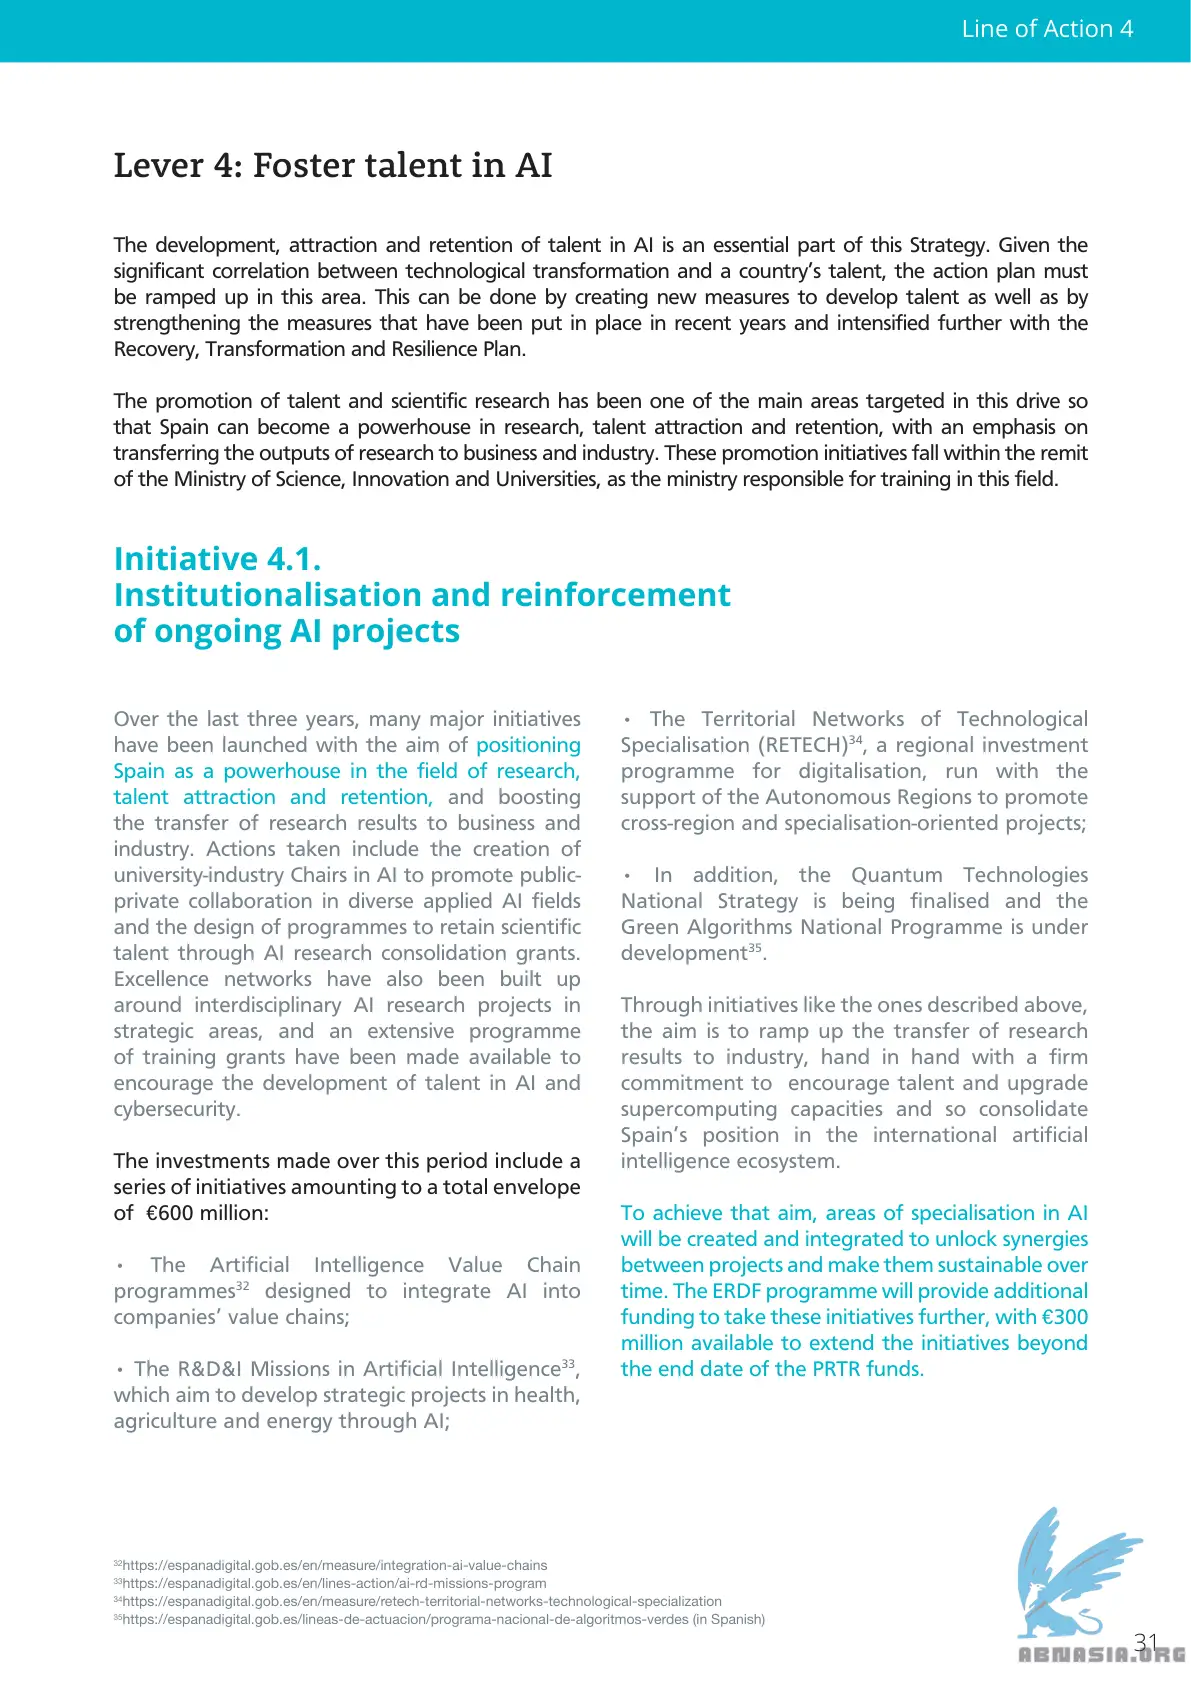 Line of Action 4
Lever 4: Foster talent in AI
The development, attraction and retention of talent in AI is an essential part of this Strategy. Given the
significant correlation between technological transformation and a country’s talent, the action plan must
be ramped up in this area. This can be done by creating new measures to develop talent as well as by
strengthening the measures that have been put in place in recent years and intensified further with the
Recovery, Transformation and Resilience Plan.
The promotion of talent and scientific research has been one of the main areas targeted in this drive so
that Spain can become a powerhouse in research, talent attraction and retention, with an emphasis on
transferring the outputs of research to business and industry. These promotion initiatives fall within the remit
of the Ministry of Science, Innovation and Universities, as the ministry responsible for training in this field.
Initiative 4.1.
Institutionalisation and reinforcement
of ongoing AI projects
Over the last three years, many major initiatives
have been launched with the aim of positioning
Spain as a powerhouse in the field of research,
talent attraction and retention, and boosting
the transfer of research results to business and
industry. Actions taken include the creation of
university-industry Chairs in AI to promote public-
private collaboration in diverse applied AI fields
and the design of programmes to retain scientific
talent through AI research consolidation grants.
Excellence networks have also been built up
around interdisciplinary AI research projects in
strategic areas, and an extensive programme
of training grants have been made available to
encourage the development of talent in AI and
cybersecurity.
The investments made over this period include a
series of initiatives amounting to a total envelope
of €600 million:
• The Artificial Intelligence Value Chain
programmes³² designed to integrate AI into
companies’ value chains;
• The R&D&I Missions in Artificial Intelligence³³,
which aim to develop strategic projects in health,
agriculture and energy through AI;
• The Territorial Networks of Technological
Specialisation (RETECH)³⁴, a regional investment
programme for digitalisation, run with the
support of the Autonomous Regions to promote
cross-region and specialisation-oriented projects;
• In addition, the Quantum Technologies
National Strategy is being finalised and the
Green Algorithms National Programme is under
development³⁵.
Through initiatives like the ones described above,
the aim is to ramp up the transfer of research
results to industry, hand in hand with a firm
commitment to encourage talent and upgrade
supercomputing capacities and so consolidate
Spain’s position in the international artificial
intelligence ecosystem.
To achieve that aim, areas of specialisation in AI
will be created and integrated to unlock synergies
between projects and make them sustainable over
time. The ERDF programme will provide additional
funding to take these initiatives further, with €300
million available to extend the initiatives beyond
the end date of the PRTR funds.
³²https://espanadigital.gob.es/en/measure/integration-ai-value-chains
³³https://espanadigital.gob.es/en/lines-action/ai-rd-missions-program
³⁴https://espanadigital.gob.es/en/measure/retech-territorial-networks-technological-specialization
³⁵https://espanadigital.gob.es/lineas-de-actuacion/programa-nacional-de-algoritmos-verdes (in Spanish)
31
ABNASIA.ORG